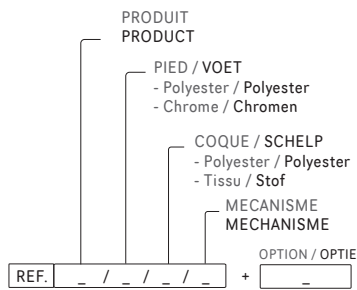 PRODUIT
PRODUCT
PIED / VOET
- Polyester / Polyester
- Chrome / Chromen
COQUE / SCHELP
- Polyester / Polyester
- Tissu / Stof
MECANISME
MECHANISME
OPTION / OPTIE
REF. _ / _ / _ / _ + _